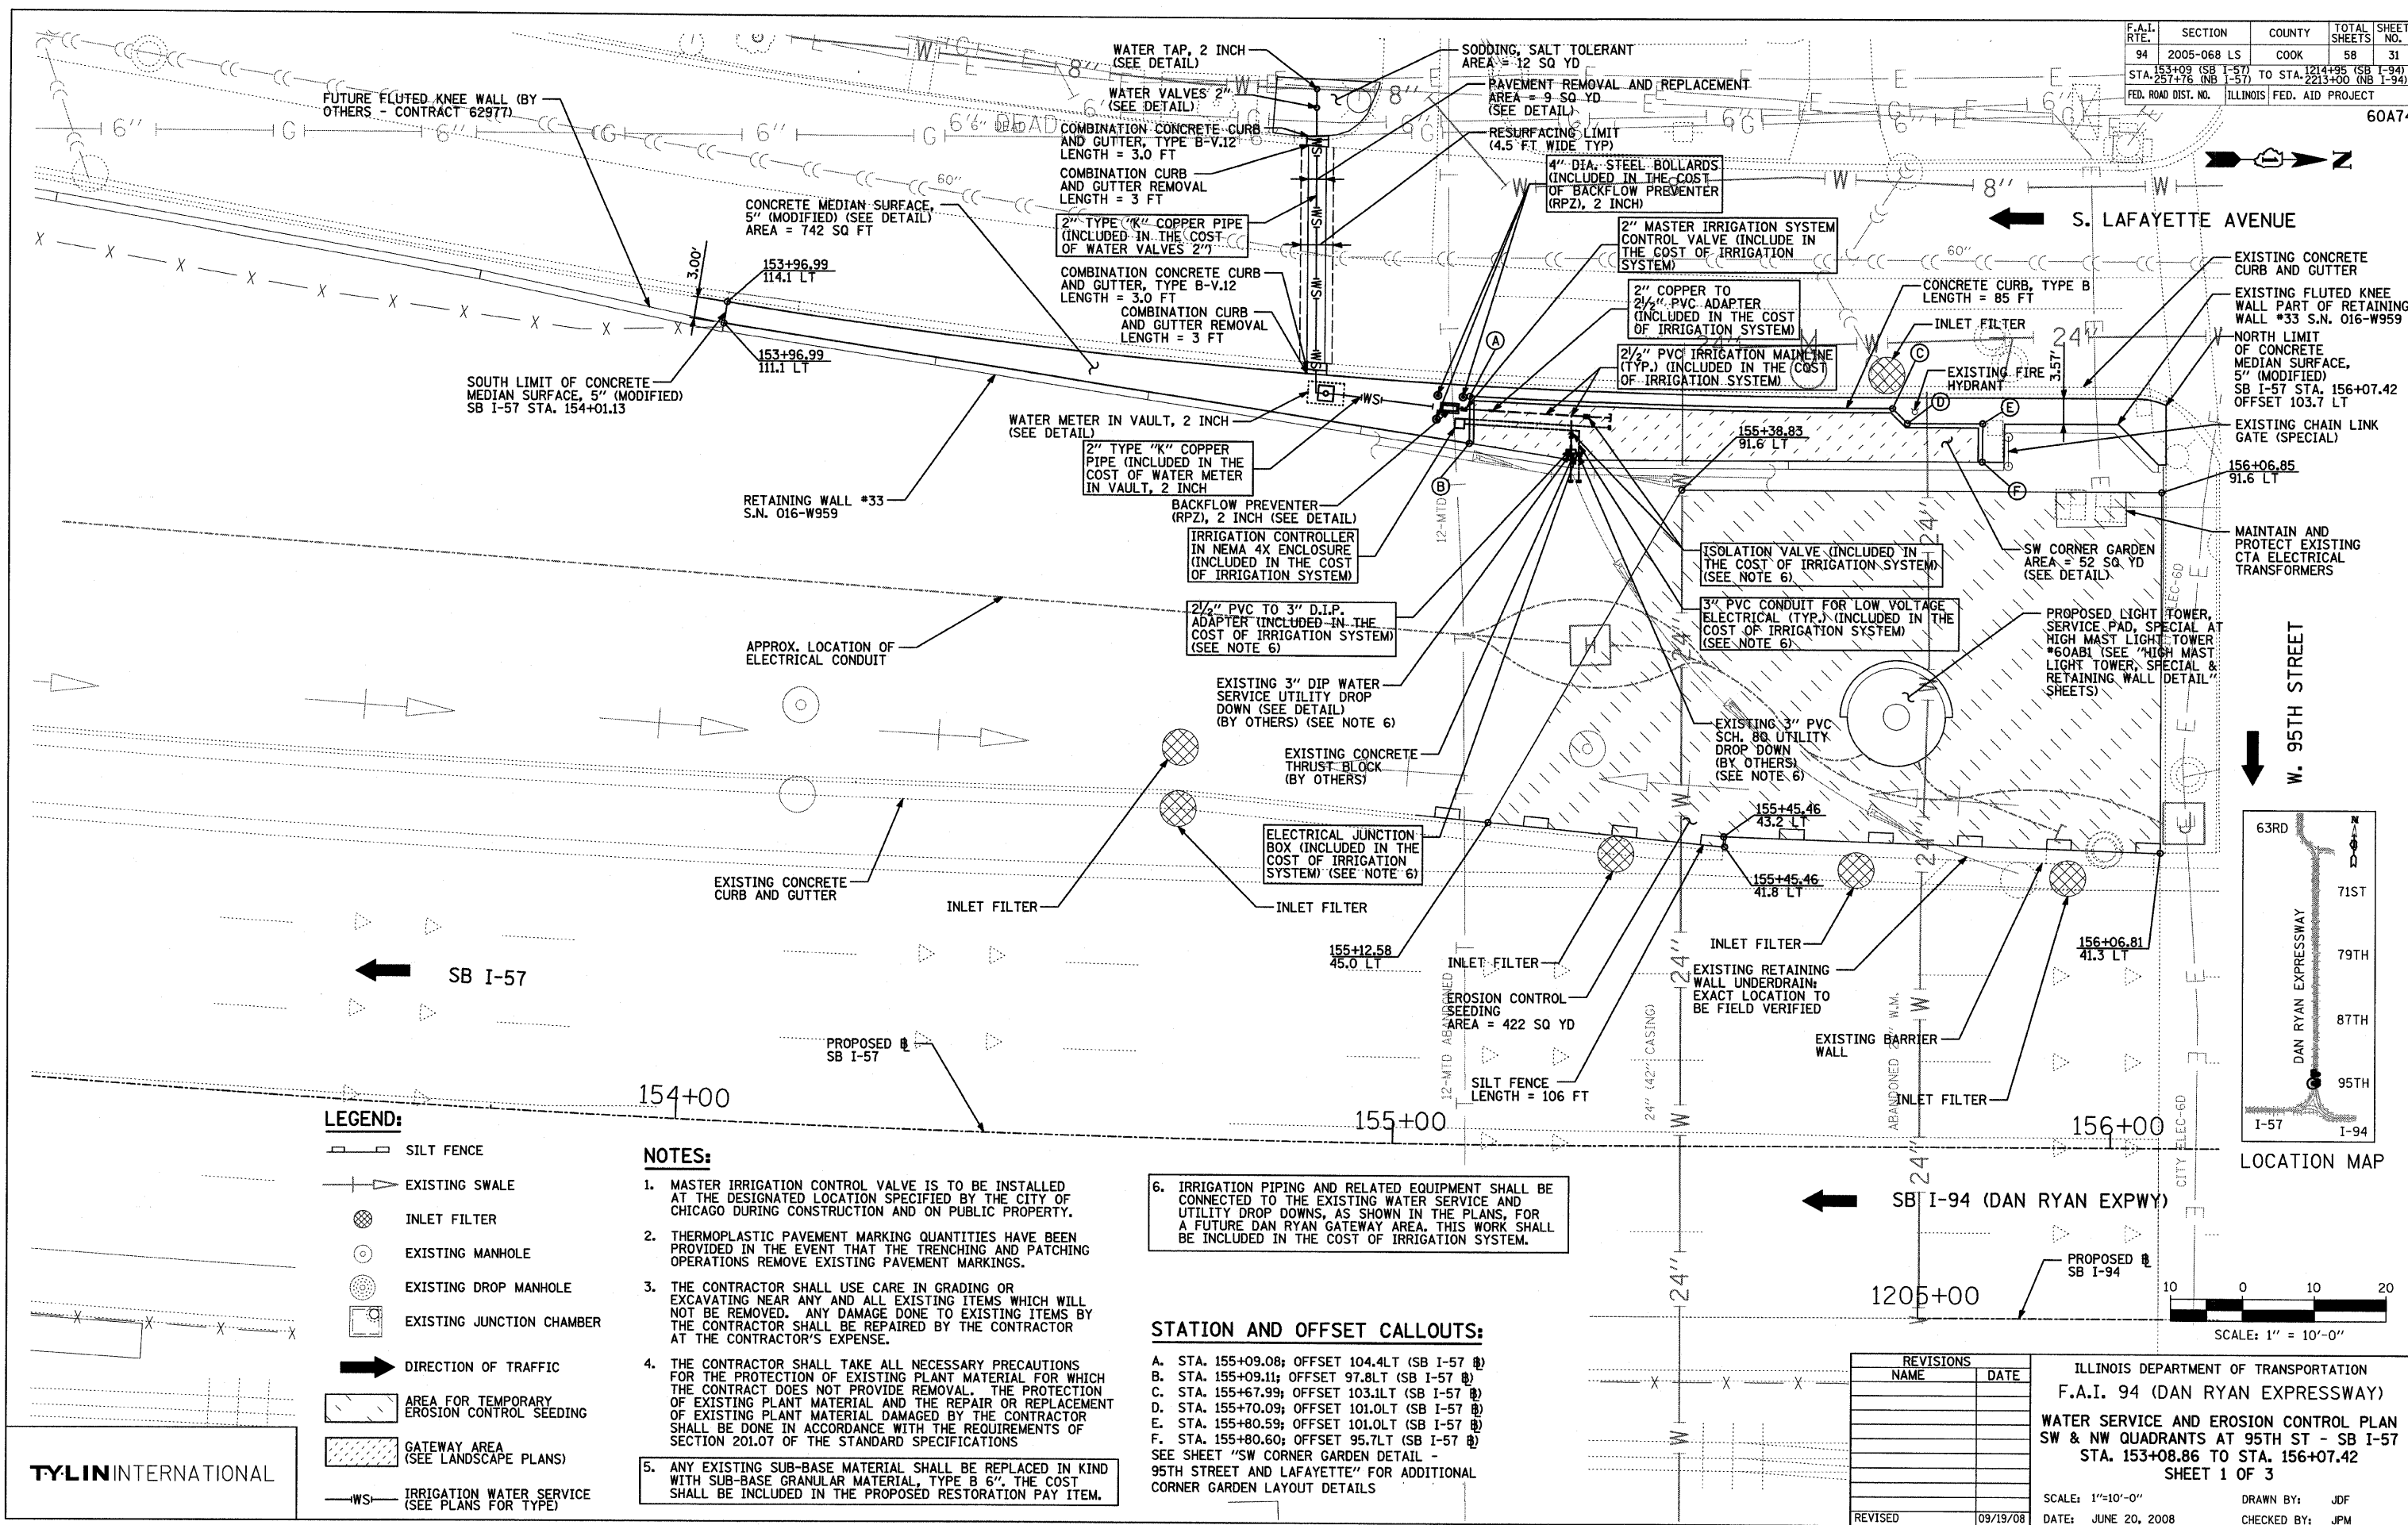 F.A.I. RTE. SECTION COUNTY TOTAL SHEETS SHEET NO.
94 2005-068 LS COOK 58 31
STA. 153+09 (SB I-57) TO STA. 1214+95 (SB I-94)
257+76 (NB I-57) 2213+00 (NB I-94)
FED. ROAD DIST. NO. ILLINOIS FED. AID PROJECT
60A74
N
FUTURE FLUTED KNEE WALL (BY
OTHERS - CONTRACT 62977)
CONCRETE MEDIAN SURFACE,
5" (MODIFIED) (SEE DETAIL)
AREA = 742 SQ FT
3.00'
153+96.99
114.1 LT
153+96.99
111.1 LT
SOUTH LIMIT OF CONCRETE
MEDIAN SURFACE, 5" (MODIFIED)
SB I-57 STA. 154+01.13
RETAINING WALL #33
S.N. 016-W959
WATER TAP, 2 INCH
(SEE DETAIL)
WATER VALVES 2"
(SEE DETAIL)
COMBINATION CONCRETE CURB
AND GUTTER, TYPE B-V.12
LENGTH = 3.0 FT
COMBINATION CURB
AND GUTTER REMOVAL
LENGTH = 3 FT
2" TYPE "K" COPPER PIPE
(INCLUDED IN THE COST
OF WATER VALVES 2")
COMBINATION CONCRETE CURB
AND GUTTER, TYPE B-V.12
LENGTH = 3.0 FT
COMBINATION CURB
AND GUTTER REMOVAL
LENGTH = 3 FT
WATER METER IN VAULT, 2 INCH
(SEE DETAIL)
2" TYPE "K" COPPER
PIPE (INCLUDED IN THE
COST OF WATER METER
IN VAULT, 2 INCH
BACKFLOW PREVENTER
(RPZ), 2 INCH (SEE DETAIL)
IRRIGATION CONTROLLER
IN NEMA 4X ENCLOSURE
(INCLUDED IN THE COST
OF IRRIGATION SYSTEM)
2 1/2" PVC TO 3" D.I.P.
ADAPTER (INCLUDED IN THE
COST OF IRRIGATION SYSTEM)
(SEE NOTE 6)
EXISTING 3" DIP WATER
SERVICE UTILITY DROP
DOWN (SEE DETAIL)
(BY OTHERS) (SEE NOTE 6)
EXISTING CONCRETE
THRUST BLOCK
(BY OTHERS)
ELECTRICAL JUNCTION
BOX (INCLUDED IN THE
COST OF IRRIGATION
SYSTEM) (SEE NOTE 6)
SODDING, SALT TOLERANT
AREA = 12 SQ YD
PAVEMENT REMOVAL AND REPLACEMENT
AREA = 9 SQ YD
(SEE DETAIL)
RESURFACING LIMIT
(4.5 FT WIDE TYP)
4" DIA. STEEL BOLLARDS
(INCLUDED IN THE COST
OF BACKFLOW PREVENTER
(RPZ), 2 INCH)
2" MASTER IRRIGATION SYSTEM
CONTROL VALVE (INCLUDE IN
THE COST OF IRRIGATION
SYSTEM)
2" COPPER TO
2 1/2" PVC ADAPTER
(INCLUDED IN THE COST
OF IRRIGATION SYSTEM)
2 1/2" PVC IRRIGATION MAINLINE
(TYP.) (INCLUDED IN THE COST
OF IRRIGATION SYSTEM)
S. LAFAYETTE AVENUE
CONCRETE CURB, TYPE B
LENGTH = 85 FT
INLET FILTER
EXISTING FIRE
HYDRANT
3.57'
A
B
C
D
E
F
EXISTING CONCRETE
CURB AND GUTTER
EXISTING FLUTED KNEE
WALL PART OF RETAINING
WALL #33 S.N. 016-W959
NORTH LIMIT
OF CONCRETE
MEDIAN SURFACE,
5" (MODIFIED)
SB I-57 STA. 156+07.42
OFFSET 103.7 LT
EXISTING CHAIN LINK
GATE (SPECIAL)
156+06.85
91.6 LT
155+38.83
91.6 LT
MAINTAIN AND
PROTECT EXISTING
CTA ELECTRICAL
TRANSFORMERS
SW CORNER GARDEN
AREA = 52 SQ YD
(SEE DETAIL)
ISOLATION VALVE (INCLUDED IN
THE COST OF IRRIGATION SYSTEM)
(SEE NOTE 6)
3" PVC CONDUIT FOR LOW VOLTAGE
ELECTRICAL (TYP.) (INCLUDED IN THE
COST OF IRRIGATION SYSTEM)
(SEE NOTE 6)
PROPOSED LIGHT TOWER,
SERVICE PAD, SPECIAL AT
HIGH MAST LIGHT TOWER
#60AB1 (SEE "HIGH MAST
LIGHT TOWER, SPECIAL &
RETAINING WALL DETAIL"
SHEETS)
EXISTING 3" PVC
SCH. 80 UTILITY
DROP DOWN
(BY OTHERS)
(SEE NOTE 6)
W. 95TH STREET
APPROX. LOCATION OF
ELECTRICAL CONDUIT
EXISTING CONCRETE
CURB AND GUTTER
INLET FILTER
INLET FILTER
155+12.58
45.0 LT
155+45.46
43.2 LT
155+45.46
41.8 LT
INLET FILTER
INLET FILTER
156+06.81
41.3 LT
EROSION CONTROL
SEEDING
AREA = 422 SQ YD
EXISTING RETAINING
WALL UNDERDRAIN:
EXACT LOCATION TO
BE FIELD VERIFIED
EXISTING BARRIER
WALL
SILT FENCE
LENGTH = 106 FT
INLET FILTER
SB I-57
PROPOSED BL
SB I-57
154+00
155+00
156+00
12-MTD ABANDONED
24" (42" CASING)
ABANDONED 24" W.M.
CITY ELEC-6D
SB I-94 (DAN RYAN EXPWY)
PROPOSED BL
SB I-94
1205+00
63RD
N
71ST
79TH
87TH
95TH
DAN RYAN EXPRESSWAY
I-57
I-94
LOCATION MAP
10 0 10 20
SCALE: 1" = 10'-0"
LEGEND:
SILT FENCE
EXISTING SWALE
INLET FILTER
EXISTING MANHOLE
EXISTING DROP MANHOLE
EXISTING JUNCTION CHAMBER
DIRECTION OF TRAFFIC
AREA FOR TEMPORARY
EROSION CONTROL SEEDING
GATEWAY AREA
(SEE LANDSCAPE PLANS)
WS IRRIGATION WATER SERVICE
(SEE PLANS FOR TYPE)
NOTES:
1. MASTER IRRIGATION CONTROL VALVE IS TO BE INSTALLED
AT THE DESIGNATED LOCATION SPECIFIED BY THE CITY OF
CHICAGO DURING CONSTRUCTION AND ON PUBLIC PROPERTY.
2. THERMOPLASTIC PAVEMENT MARKING QUANTITIES HAVE BEEN
PROVIDED IN THE EVENT THAT THE TRENCHING AND PATCHING
OPERATIONS REMOVE EXISTING PAVEMENT MARKINGS.
3. THE CONTRACTOR SHALL USE CARE IN GRADING OR
EXCAVATING NEAR ANY AND ALL EXISTING ITEMS WHICH WILL
NOT BE REMOVED. ANY DAMAGE DONE TO EXISTING ITEMS BY
THE CONTRACTOR SHALL BE REPAIRED BY THE CONTRACTOR
AT THE CONTRACTOR'S EXPENSE.
4. THE CONTRACTOR SHALL TAKE ALL NECESSARY PRECAUTIONS
FOR THE PROTECTION OF EXISTING PLANT MATERIAL FOR WHICH
THE CONTRACT DOES NOT PROVIDE REMOVAL. THE PROTECTION
OF EXISTING PLANT MATERIAL AND THE REPAIR OR REPLACEMENT
OF EXISTING PLANT MATERIAL DAMAGED BY THE CONTRACTOR
SHALL BE DONE IN ACCORDANCE WITH THE REQUIREMENTS OF
SECTION 201.07 OF THE STANDARD SPECIFICATIONS
5. ANY EXISTING SUB-BASE MATERIAL SHALL BE REPLACED IN KIND
WITH SUB-BASE GRANULAR MATERIAL, TYPE B 6". THE COST
SHALL BE INCLUDED IN THE PROPOSED RESTORATION PAY ITEM.
6. IRRIGATION PIPING AND RELATED EQUIPMENT SHALL BE
CONNECTED TO THE EXISTING WATER SERVICE AND
UTILITY DROP DOWNS, AS SHOWN IN THE PLANS, FOR
A FUTURE DAN RYAN GATEWAY AREA. THIS WORK SHALL
BE INCLUDED IN THE COST OF IRRIGATION SYSTEM.
STATION AND OFFSET CALLOUTS:
A. STA. 155+09.08; OFFSET 104.4LT (SB I-57 BL)
B. STA. 155+09.11; OFFSET 97.8LT (SB I-57 BL)
C. STA. 155+67.99; OFFSET 103.1LT (SB I-57 BL)
D. STA. 155+70.09; OFFSET 101.0LT (SB I-57 BL)
E. STA. 155+80.59; OFFSET 101.0LT (SB I-57 BL)
F. STA. 155+80.60; OFFSET 95.7LT (SB I-57 BL)
SEE SHEET "SW CORNER GARDEN DETAIL -
95TH STREET AND LAFAYETTE" FOR ADDITIONAL
CORNER GARDEN LAYOUT DETAILS
TYLIN INTERNATIONAL
REVISIONS
NAME DATE
REVISED 09/19/08
ILLINOIS DEPARTMENT OF TRANSPORTATION
F.A.I. 94 (DAN RYAN EXPRESSWAY)
WATER SERVICE AND EROSION CONTROL PLAN
SW & NW QUADRANTS AT 95TH ST - SB I-57
STA. 153+08.86 TO STA. 156+07.42
SHEET 1 OF 3
SCALE: 1"=10'-0" DRAWN BY: JDF
DATE: JUNE 20, 2008 CHECKED BY: JPM